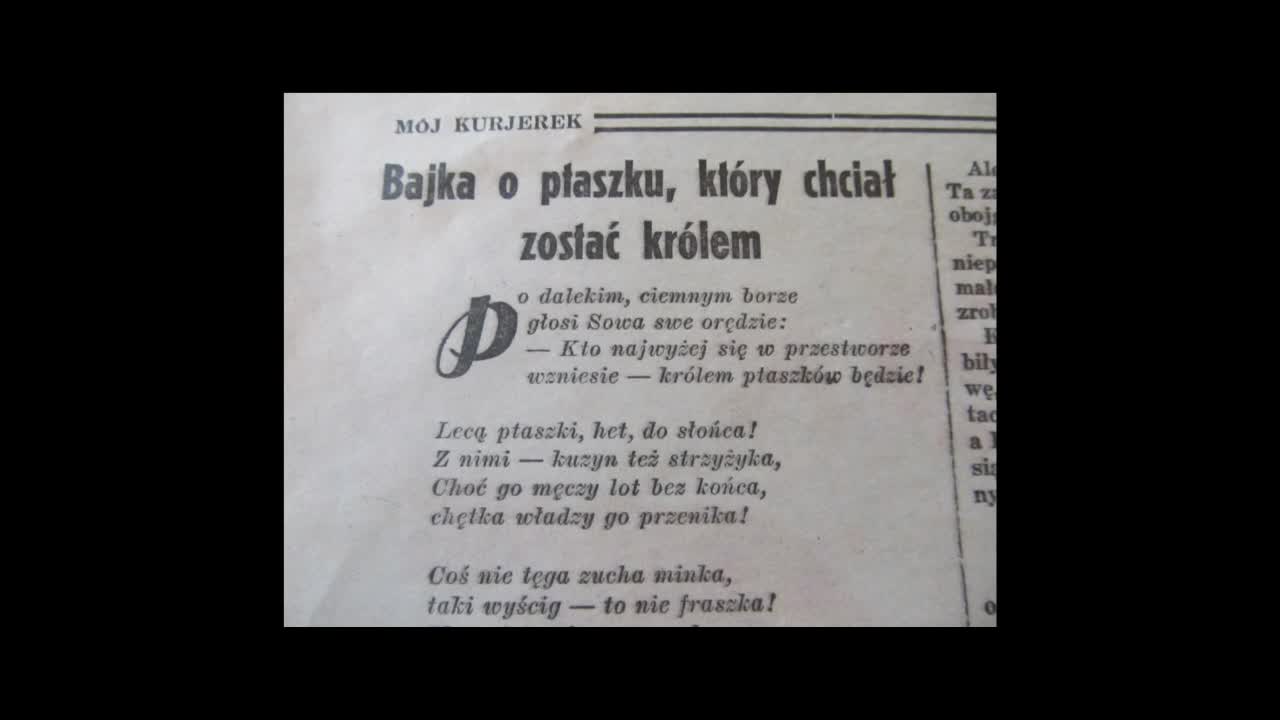 MÓJ KURJEREK
Bajka o ptaszku, który chciał
zostać królem
Po dalekim, ciemnym borze
głosi Sowa swe orędzie:
— Kto najwyżej się w przestworze
wzniesie — królem ptaszków będzie!
Lecą ptaszki, het, do słońca!
Z nimi — kuzyn też strzyżyka,
Choć go męczy lot bez końca,
chętka władzy go przenika!
Coś nie tęga zucha minka,
taki wyścig — to nie fraszka!
Ta